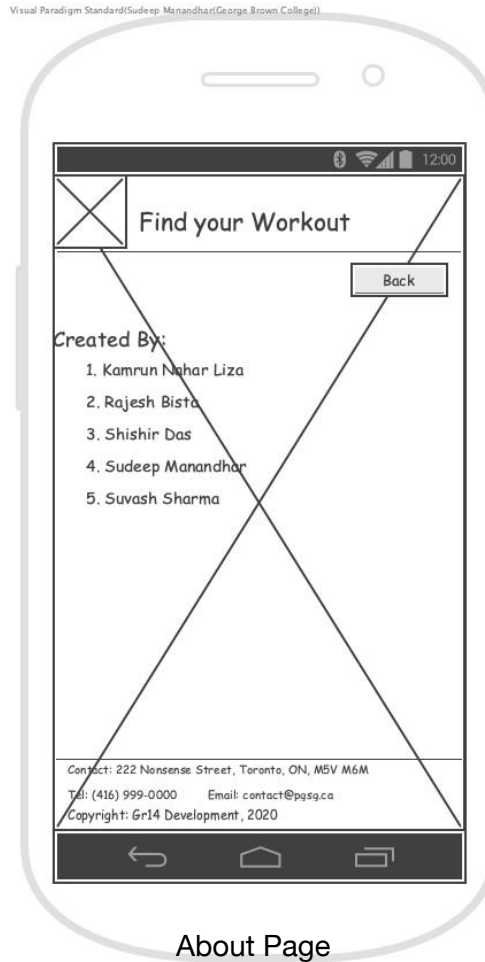 Visual Paradigm Standard(Sudeep Manandhar(George Brown College))
12:00
Find your Workout
Back
Created By:
1. Kamrun Nahar Liza
2. Rajesh Bista
3. Shishir Das
4. Sudeep Manandhar
5. Suvash Sharma
Contact: 222 Nonsense Street, Toronto, ON, M5V M6M
Tel: (416) 999-0000 Email: contact@pgsg.ca
Copyright: Gr14 Development, 2020
About Page